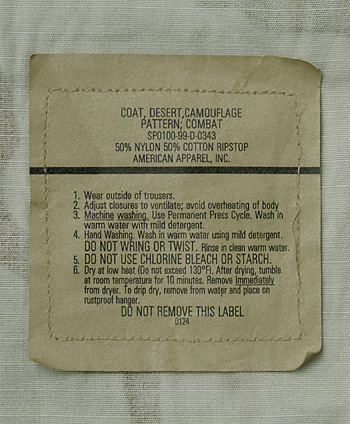 COAT, DESERT,CAMOUFLAGE
PATTERN; COMBAT
SP0100-99-D-0343
50% NYLON 50% COTTON RIPSTOP
AMERICAN APPAREL, INC.
1. Wear outside of trousers.
2. Adjust closures to ventilate; avoid overheating of body
3. Machine washing. Use Permanent Press Cycle. Wash in
warm water with mild detergent.
4. Hand Washing. Wash in warm water using mild detergent.
DO NOT WRING OR TWIST. Rinse in clean warm water.
5. DO NOT USE CHLORINE BLEACH OR STARCH.
6. Dry at low heat (Do not exceed 130°F). After drying, tumble
at room temperature for 10 minutes. Remove Immediately
from dryer. To drip dry, remove from water and place on
rustproof hanger.
DO NOT REMOVE THIS LABEL
0124